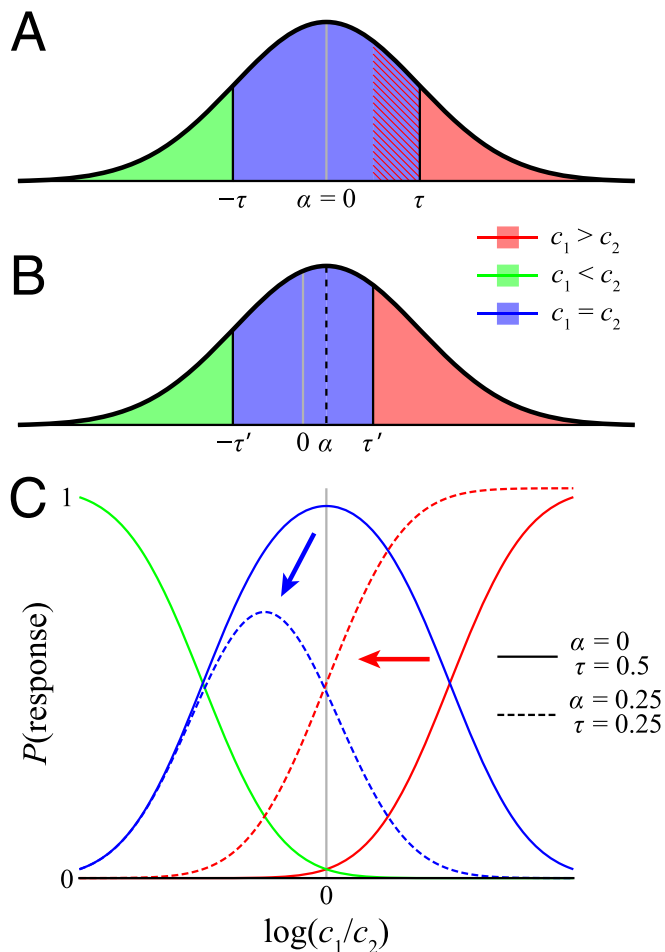 A
−τ α = 0 τ
c₁ > c₂
c₁ < c₂
c₁ = c₂
B
−τ′ 0 α τ′
C
1
P(response)
α = 0
τ = 0.5
α = 0.25
τ = 0.25
0
0
log(c₁/c₂)